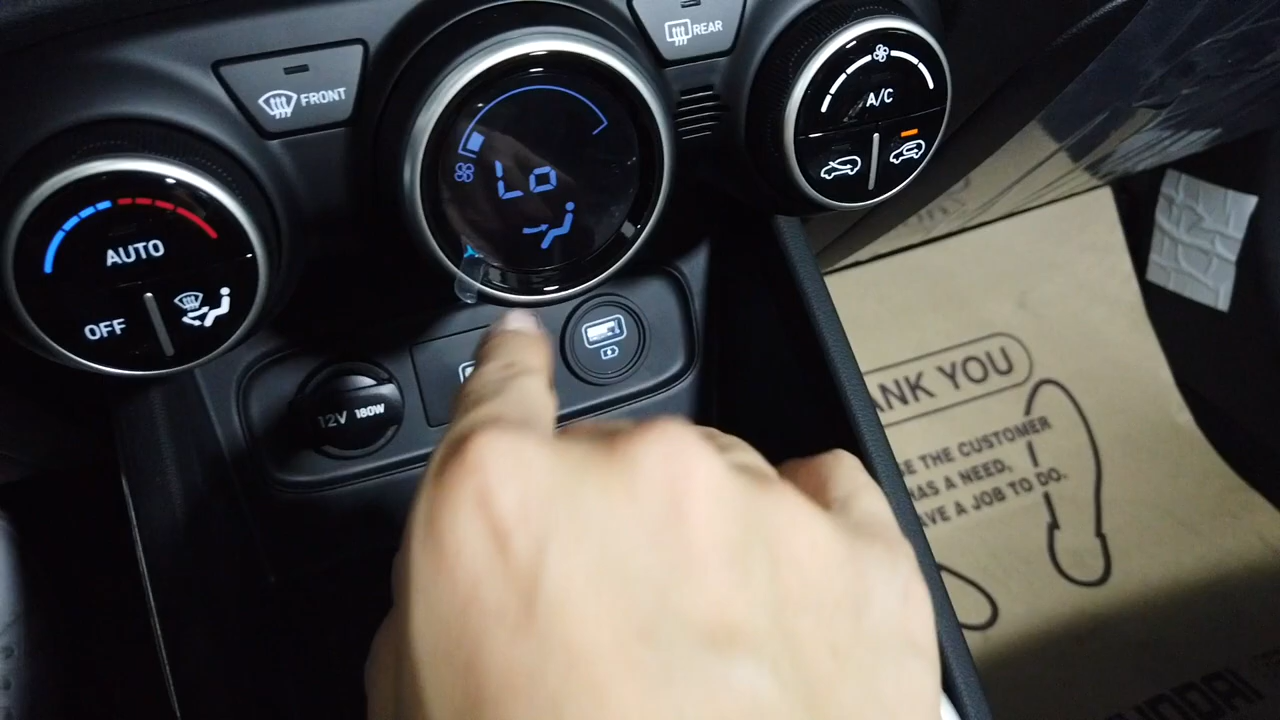 FRONT
REAR
A/C
AUTO
OFF
Lo
12V 180W
ANK YOU
SE THE CUSTOMER
HAS A NEED,
AVE A JOB TO DO.